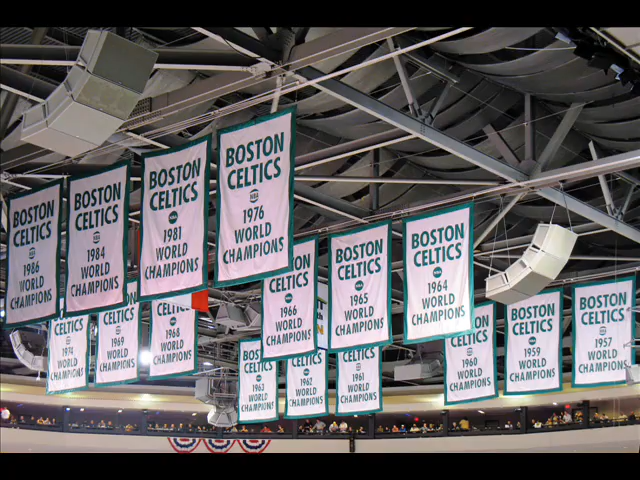 BOSTON
CELTICS
1986
WORLD
CHAMPIONS
BOSTON
CELTICS
1984
WORLD
CHAMPIONS
BOSTON
CELTICS
1981
WORLD
CHAMPIONS
BOSTON
CELTICS
NBA
1976
WORLD
CHAMPIONS
CELTICS
1974
WORLD
CHAMPIONS
CELTICS
1969
WORLD
CHAMPIONS
CELTICS
1968
WORLD
CHAMPIONS
BOSTON
CELTICS
1966
WORLD
CHAMPIONS
BOSTON
CELTICS
1965
WORLD
CHAMPIONS
BOSTON
CELTICS
1964
WORLD
CHAMPIONS
CELTICS
1963
WORLD
CHAMPIONS
CELTICS
1962
WORLD
CHAMPIONS
CELTICS
1961
WORLD
CHAMPIONS
CELTICS
1960
WORLD
CHAMPIONS
BOSTON
CELTICS
1959
WORLD
CHAMPIONS
BOSTON
CELTICS
1957
WORLD
CHAMPIONS